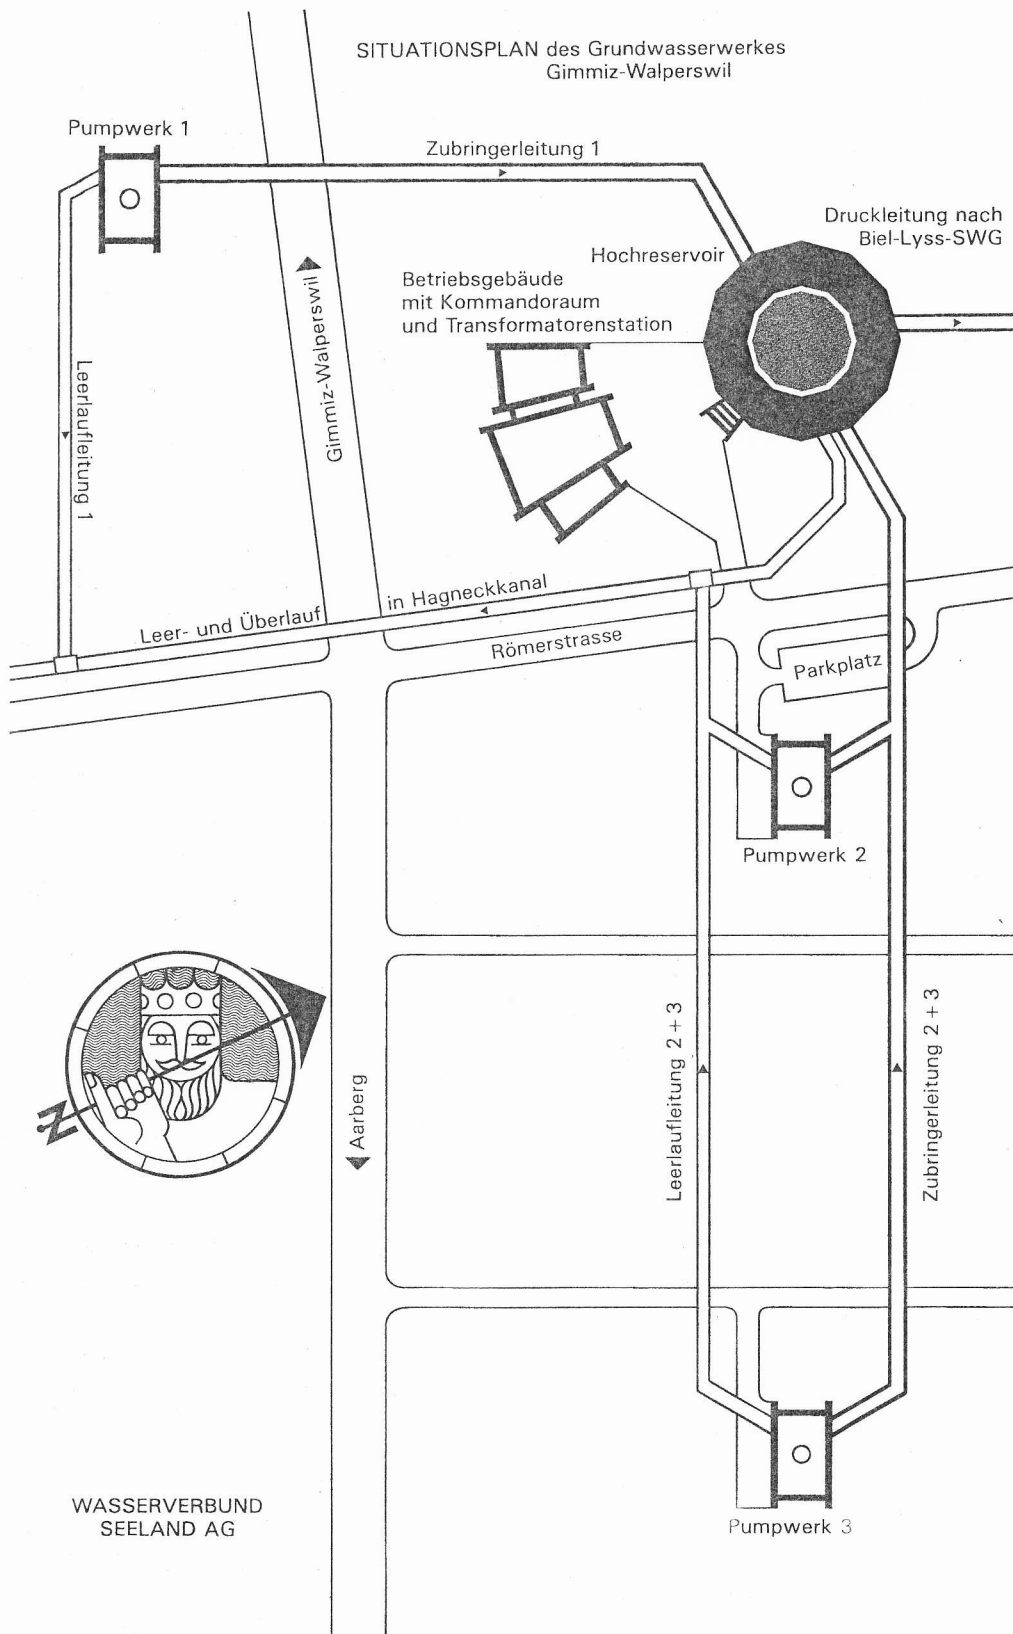 SITUATIONSPLAN des Grundwasserwerkes
Gimmiz-Walperswil
Pumpwerk 1
Zubringerleitung 1
Druckleitung nach
Biel-Lyss-SWG
Hochreservoir
Betriebsgebäude
mit Kommandoraum
und Transformatorenstation
Gimmiz-Walperswil
Leerlaufleitung 1
Leer- und Überlauf in Hagneckkanal
Römerstrasse
Parkplatz
Pumpwerk 2
Leerlaufleitung 2 + 3
Zubringerleitung 2 + 3
Aarberg
N
WASSERVERBUND
SEELAND AG
Pumpwerk 3